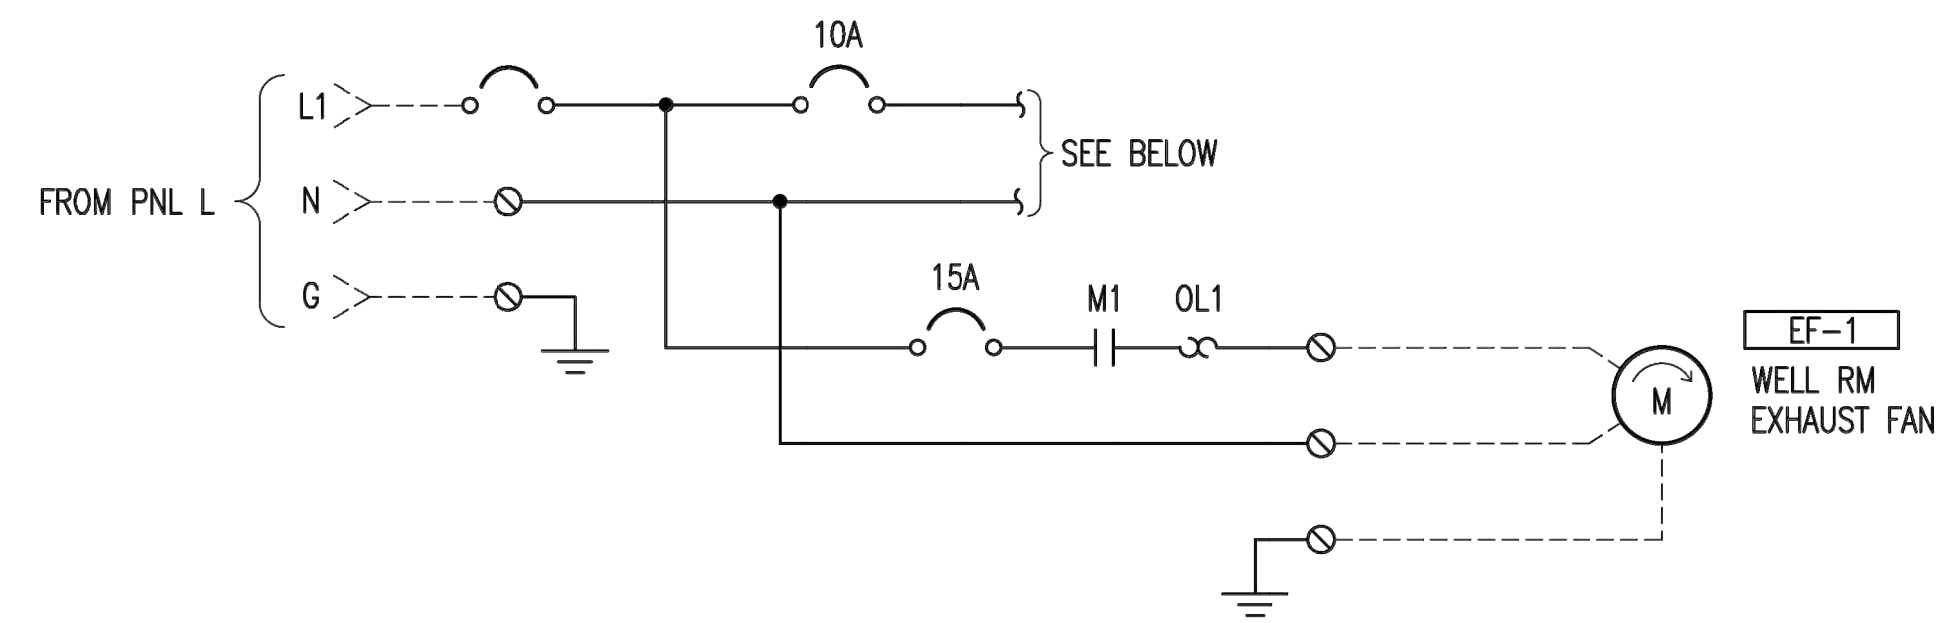 10A
L1
SEE BELOW
FROM PNL L
N
15A
G
M1
OL1
EF-1
WELL RM
EXHAUST FAN
M